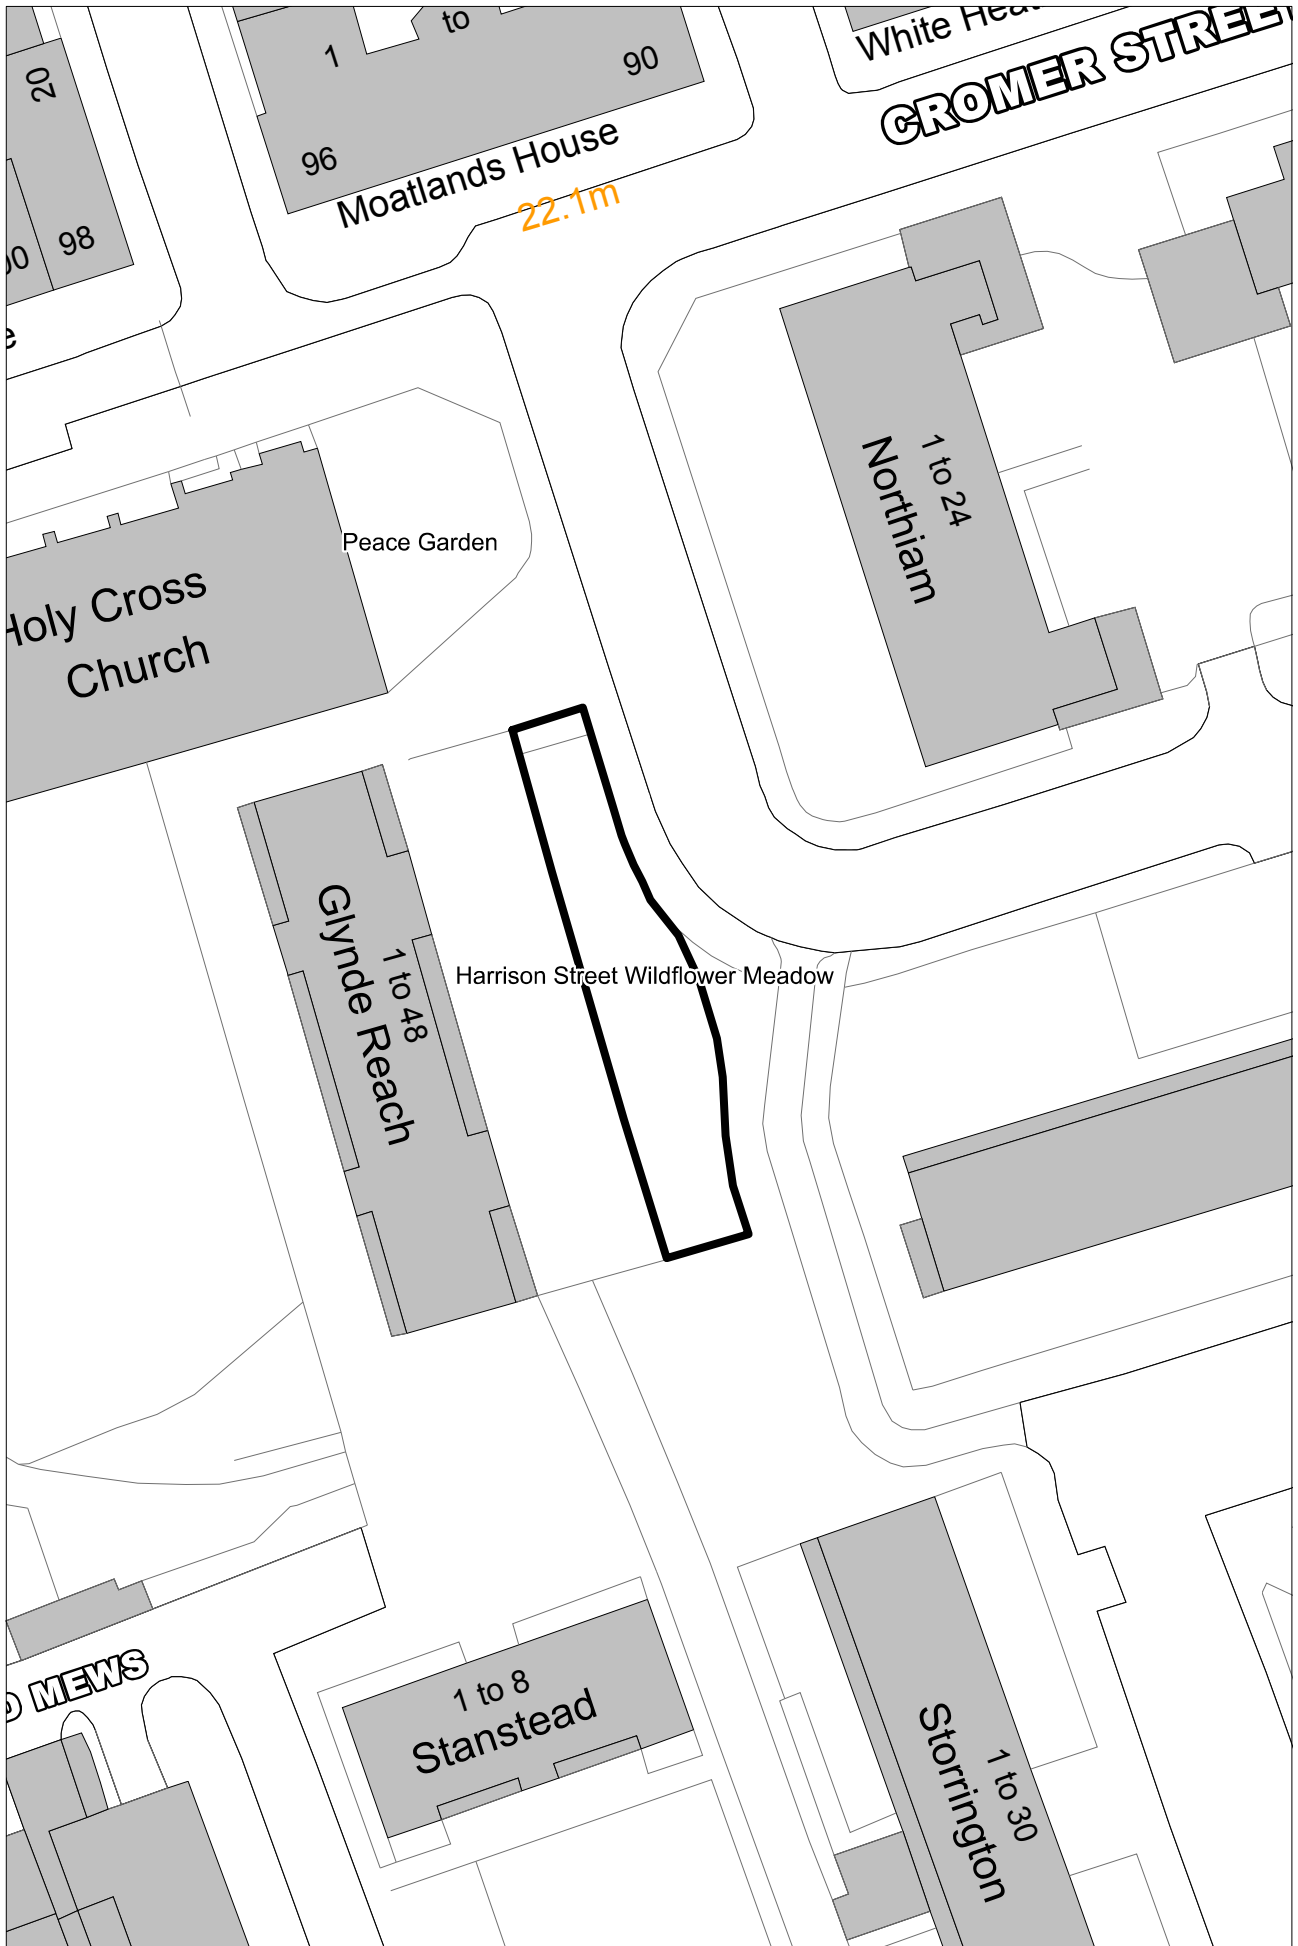 to
1
90
White Hea
CROMER STREE
20
96
Moatlands House
22.1m
98
00
e
1 to 24
Northiam
Peace Garden
Holy Cross
Church
Glynde Reach
1 to 48
Harrison Street Wildflower Meadow
D MEWS
1 to 8
Stanstead
Storrington
1 to 30